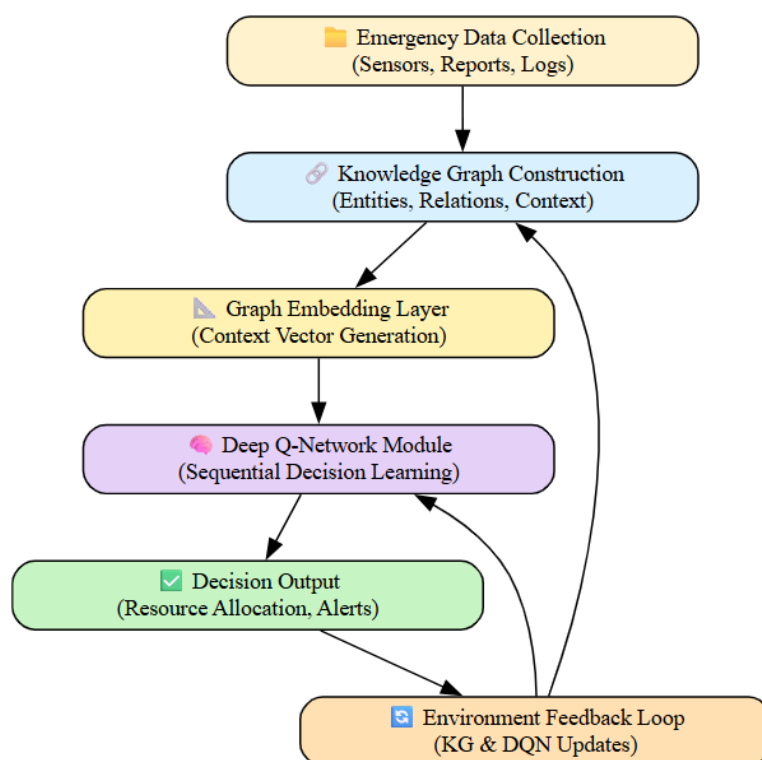 Emergency Data Collection
(Sensors, Reports, Logs)
Knowledge Graph Construction
(Entities, Relations, Context)
Graph Embedding Layer
(Context Vector Generation)
Deep Q-Network Module
(Sequential Decision Learning)
Decision Output
(Resource Allocation, Alerts)
Environment Feedback Loop
(KG & DQN Updates)